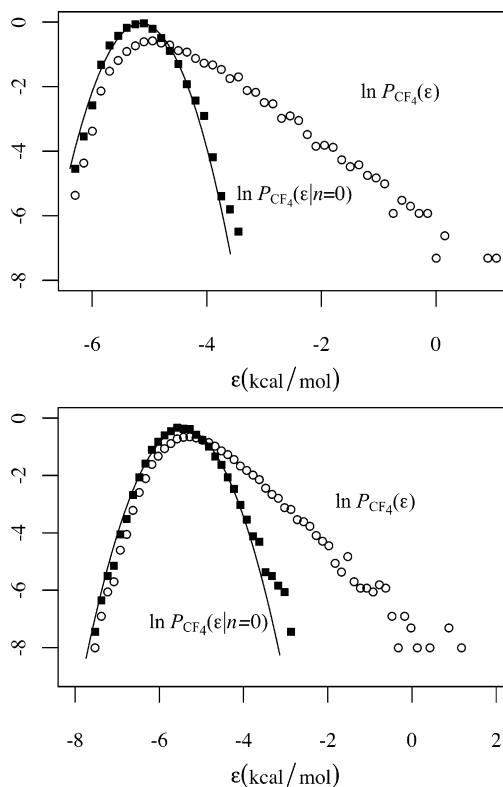 0
-2
-4
-6
-8
ln P_CF4(ε)
ln P_CF4(ε|n=0)
-6 -4 -2 0
ε(kcal/mol)
0
-2
-4
-6
-8
ln P_CF4(ε)
ln P_CF4(ε|n=0)
-8 -6 -4 -2 0 2
ε(kcal/mol)